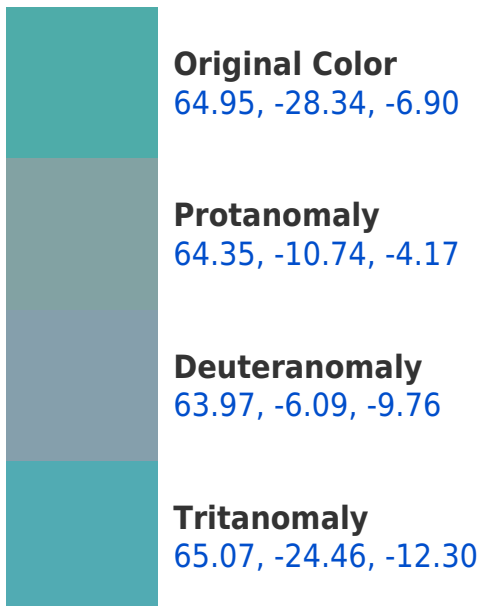 Original Color
64.95, -28.34, -6.90
Protanomaly
64.35, -10.74, -4.17
Deuteranomaly
63.97, -6.09, -9.76
Tritanomaly
65.07, -24.46, -12.30